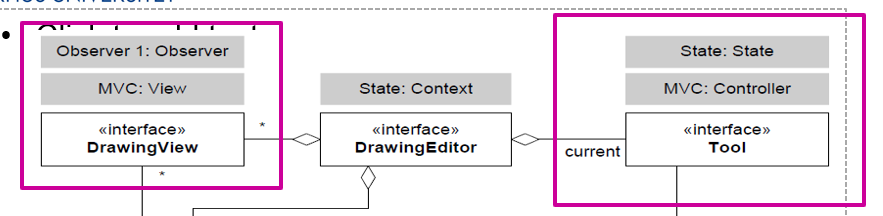 Observer 1: Observer
MVC: View
«interface»
DrawingView
*
*
State: Context
«interface»
DrawingEditor
current
State: State
MVC: Controller
«interface»
Tool